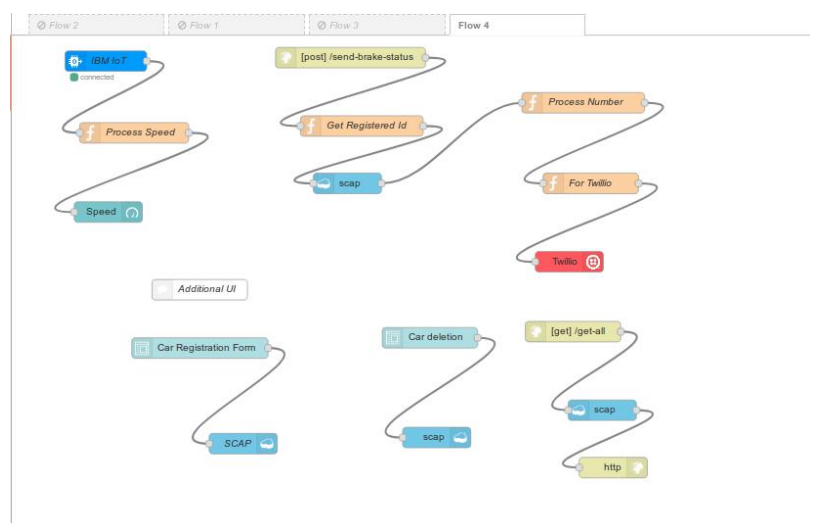 Flow 2
Flow 1
Flow 3
Flow 4
IBM IoT
connected
[post] /send-brake-status
Process Number
Process Speed
Get Registered Id
scap
For Twillio
Speed
Twillio
Additional UI
[get] /get-all
Car Registration Form
Car deletion
scap
SCAP
scap
http